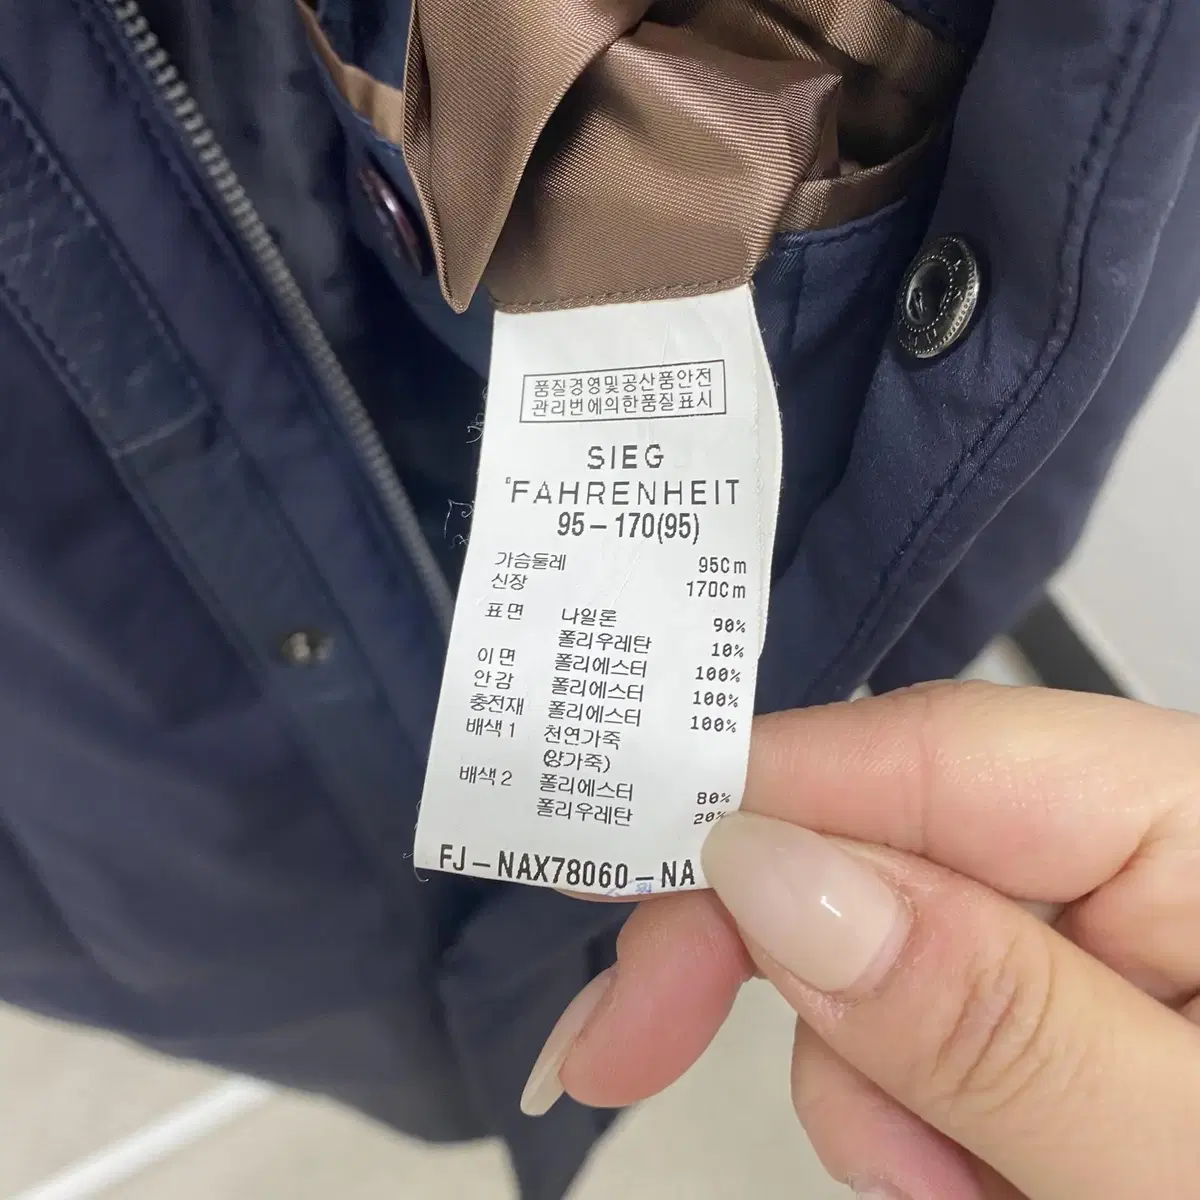 품질경영및공산품안전
관리번에의한품질표시
SIEG
FAHRENHEIT
95-170(95)
가슴둘레 95Cm
신장 170Cm
표면 나일론 90%
폴리우레탄 10%
이면 폴리에스터 100%
안감 폴리에스터 100%
충전재 폴리에스터 100%
배색1 천연가죽
(양가죽)
배색2 폴리에스터 80%
폴리우레탄 20%
FJ-NAX78060-NA